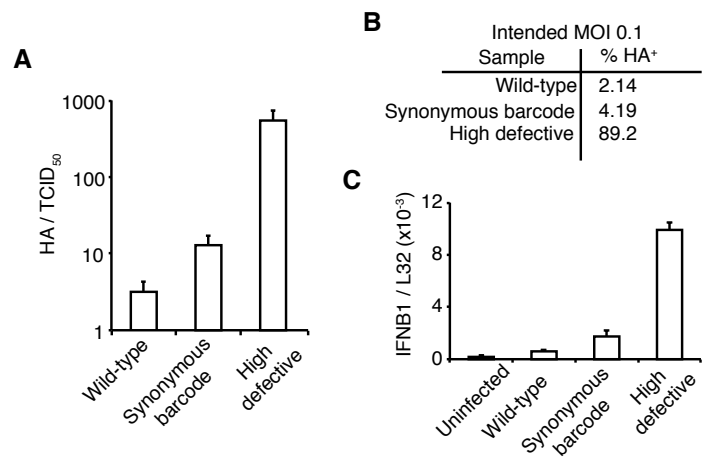 B
Intended MOI 0.1
Sample % HA⁺
Wild-type 2.14
Synonymous barcode 4.19
High defective 89.2
A
1000
100
10
1
HA / TCID₅₀
Wild-type
Synonymous
barcode
High
defective
C
12
8
4
0
IFNB1 / L32 (x10⁻³)
Uninfected
Wild-type
Synonymous
barcode
High
defective